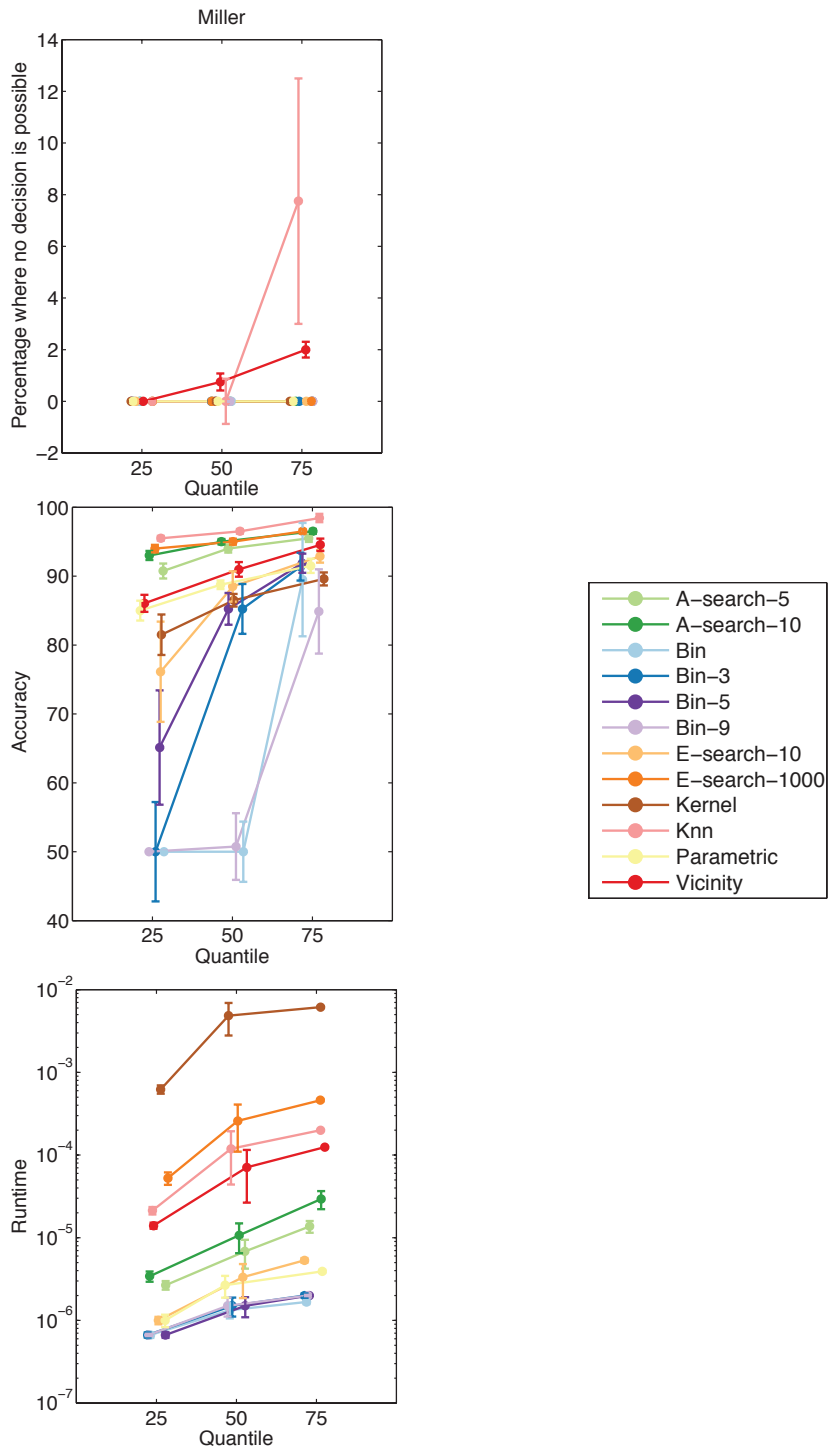 Miller
Percentage where no decision is possible
14
12
10
8
6
4
2
0
−2
25 50 75
Quantile
Accuracy
100
90
80
70
60
50
40
25 50 75
Quantile
A−search−5
A−search−10
Bin
Bin−3
Bin−5
Bin−9
E−search−10
E−search−1000
Kernel
Knn
Parametric
Vicinity
Runtime
10−2
10−3
10−4
10−5
10−6
10−7
25 50 75
Quantile